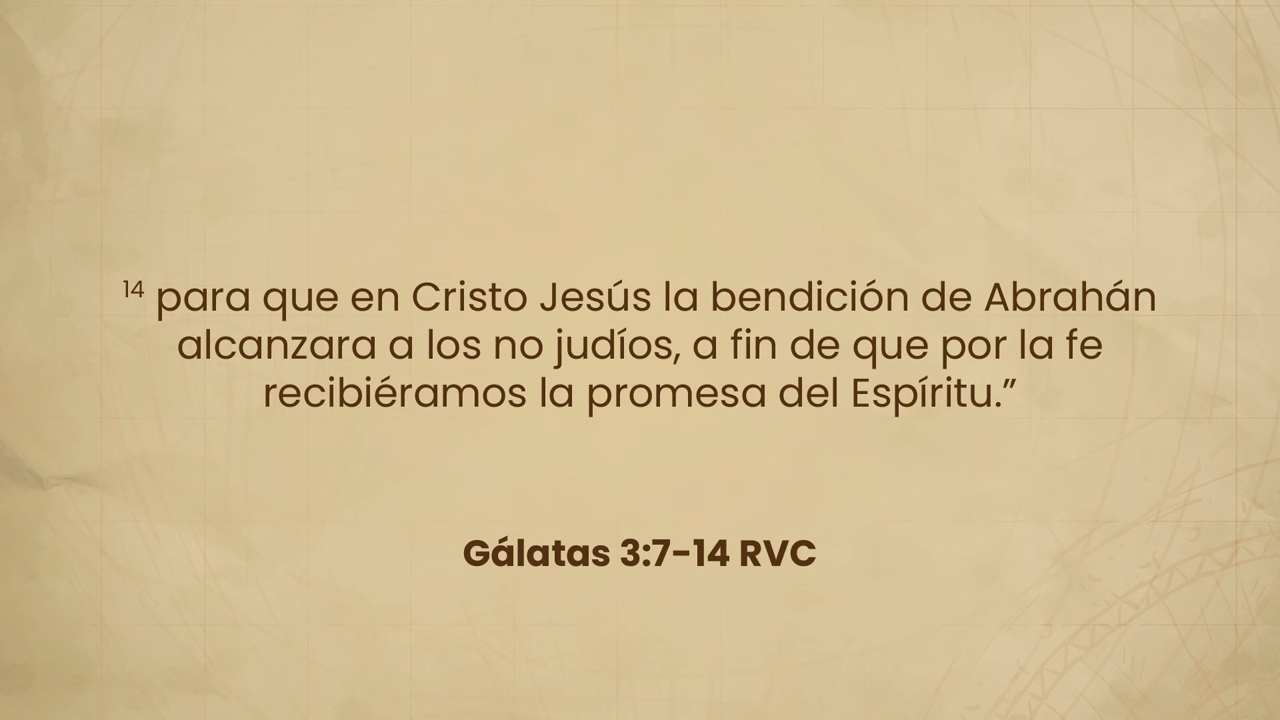 14 para que en Cristo Jesús la bendición de Abrahán
alcanzara a los no judíos, a fin de que por la fe
recibiéramos la promesa del Espíritu.”
Gálatas 3:7-14 RVC